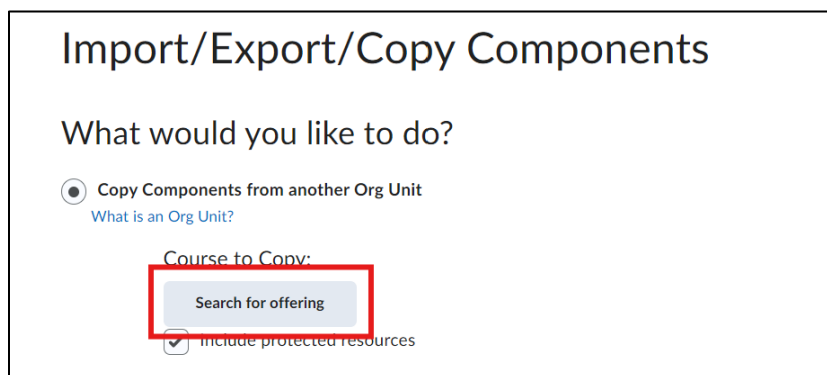 Import/Export/Copy Components
What would you like to do?
Copy Components from another Org Unit
What is an Org Unit?
Course to Copy:
Search for offering
Include protected resources